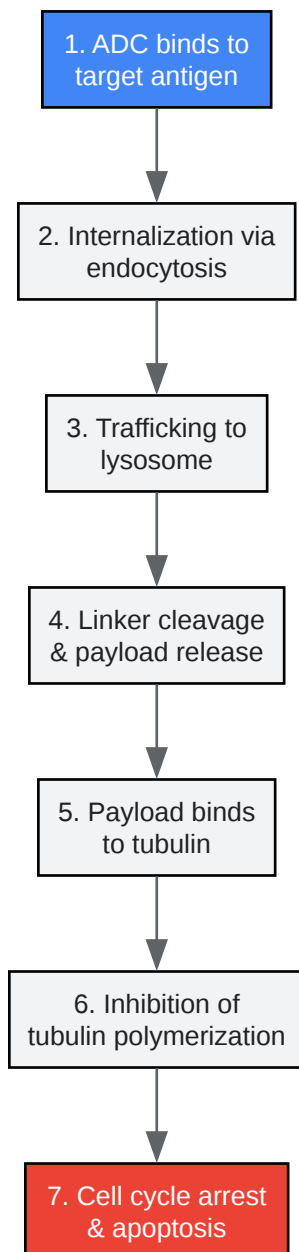 1. ADC binds to
target antigen
2. Internalization via
endocytosis
3. Trafficking to
lysosome
4. Linker cleavage
& payload release
5. Payload binds
to tubulin
6. Inhibition of
tubulin polymerization
7. Cell cycle arrest
& apoptosis